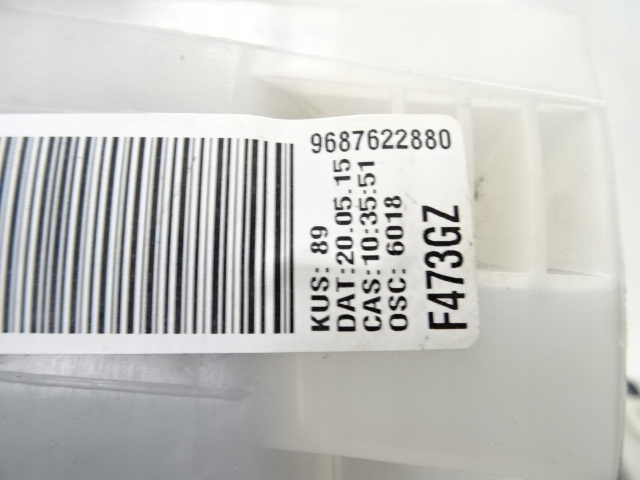 9687622880
KUS: 89
DAT:20.05.15
CAS:10:35:51
OSC: 6018
F473GZ